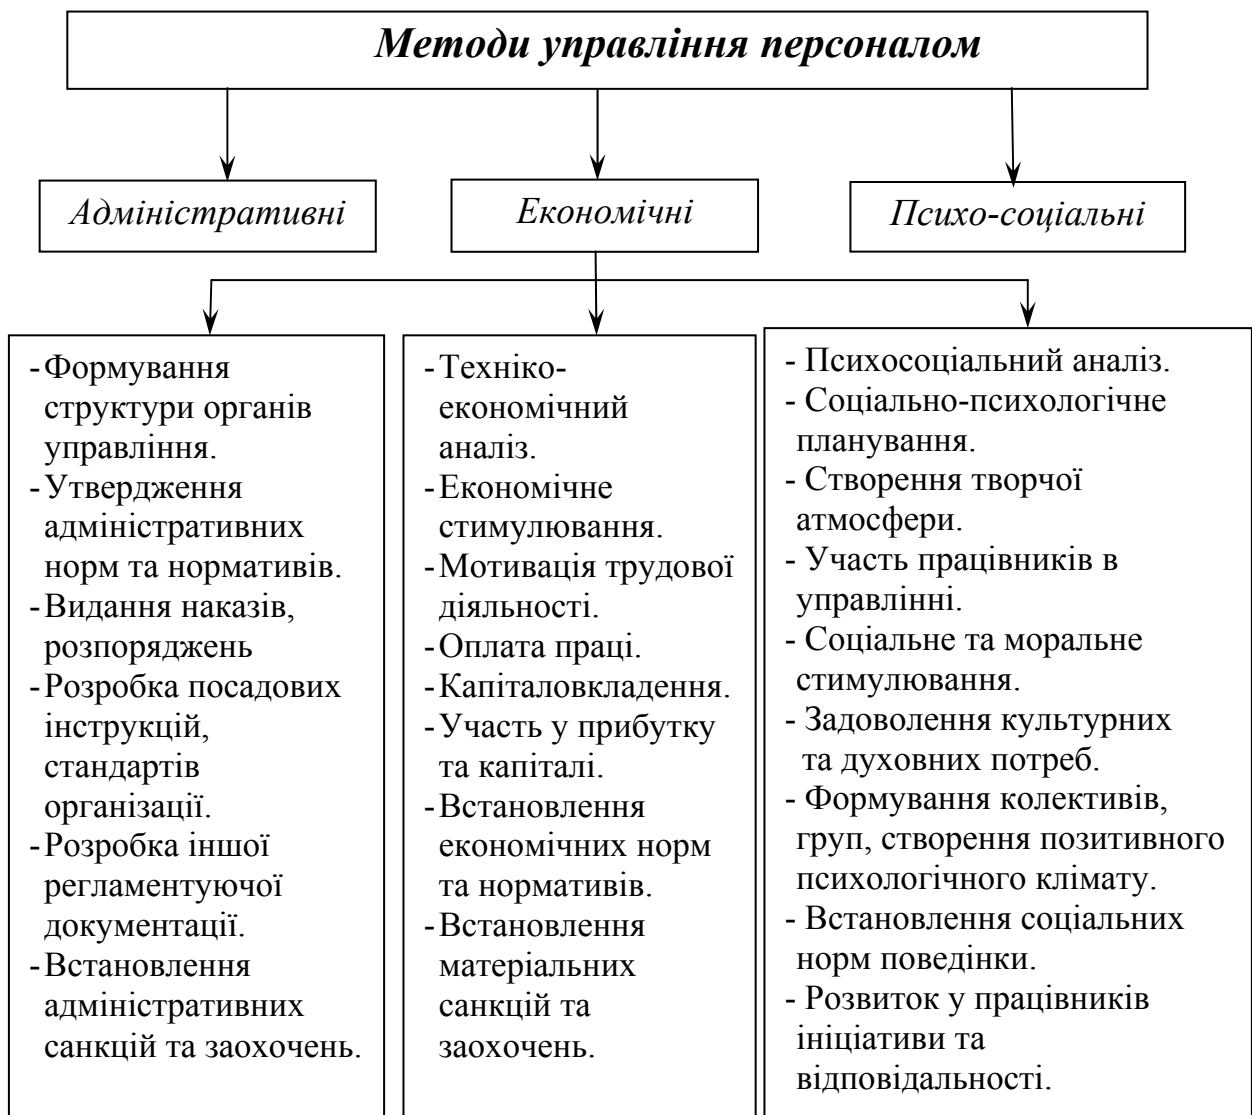 Методи управління персоналом
Адміністративні
Економічні
Психо-соціальні
-Формування
структури органів
управління.
-Утвердження
адміністративних
норм та нормативів.
-Видання наказів,
розпоряджень
-Розробка посадових
інструкцій,
стандартів
організації.
-Розробка іншої
регламентуючої
документації.
-Встановлення
адміністративних
санкцій та заохочень.
-Техніко-
економічний
аналіз.
-Економічне
стимулювання.
-Мотивація трудової
діяльності.
-Оплата праці.
-Капіталовкладення.
-Участь у прибутку
та капіталі.
-Встановлення
економічних норм
та нормативів.
-Встановлення
матеріальних
санкцій та
заохочень.
- Психосоціальний аналіз.
- Соціально-психологічне
планування.
- Створення творчої
атмосфери.
- Участь працівників в
управлінні.
- Соціальне та моральне
стимулювання.
- Задоволення культурних
та духовних потреб.
- Формування колективів,
груп, створення позитивного
психологічного клімату.
- Встановлення соціальних
норм поведінки.
- Розвиток у працівників
ініціативи та
відповідальності.